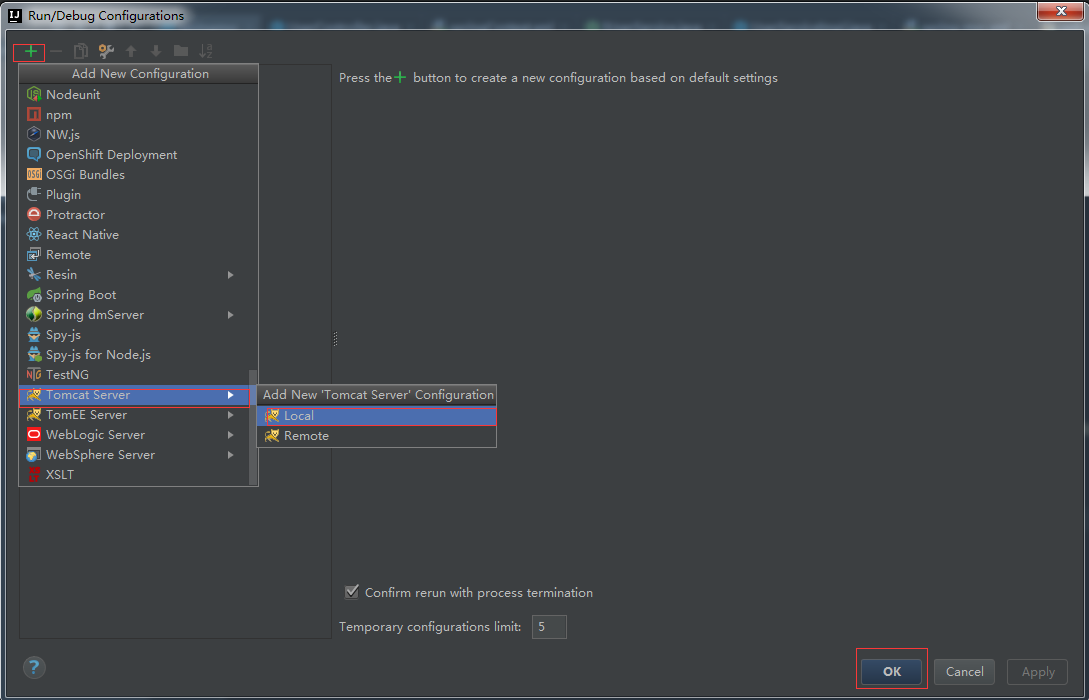 Run/Debug Configurations
Add New Configuration
Press the + button to create a new configuration based on default settings
Nodeunit
npm
NW.js
OpenShift Deployment
OSGi Bundles
Plugin
Protractor
React Native
Remote
Resin
Spring Boot
Spring dmServer
Spy-js
Spy-js for Node.js
TestNG
Tomcat Server
Add New 'Tomcat Server' Configuration
Local
Remote
TomEE Server
WebLogic Server
WebSphere Server
XSLT
Confirm rerun with process termination
Temporary configurations limit: 5
? OK Cancel Apply